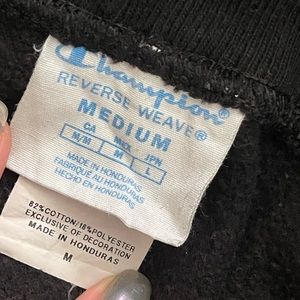 Champion
REVERSE WEAVE®
MEDIUM
CA MEX JPN
M/M M L
MADE IN HONDURAS
FABRIQUÉ AU HONDURAS
HECHO EN HONDURAS
82%COTTON/18%POLYESTER
EXCLUSIVE OF DECORATION
MADE IN HONDURAS
M